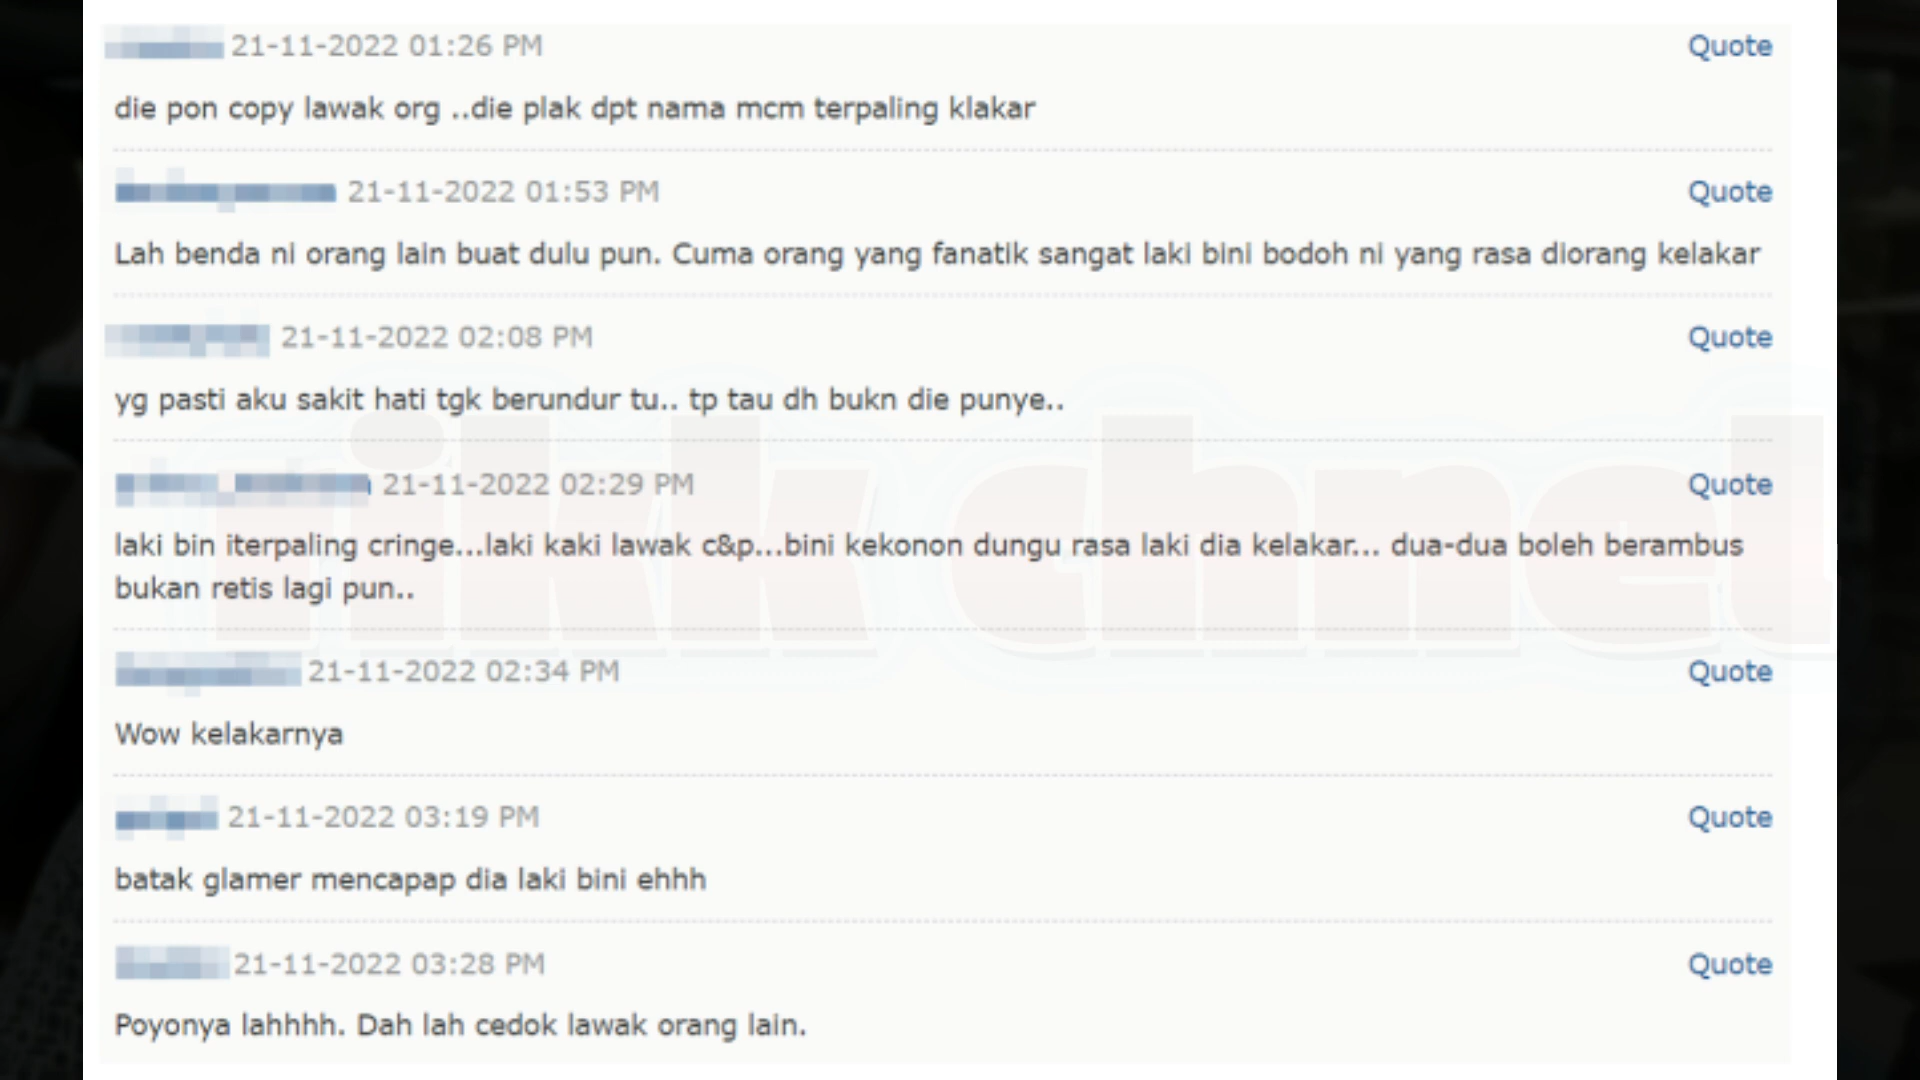 21-11-2022 01:26 PM Quote
die pon copy lawak org ..die plak dpt nama mcm terpaling klakar
21-11-2022 01:53 PM Quote
Lah benda ni orang lain buat dulu pun. Cuma orang yang fanatik sangat laki bini bodoh ni yang rasa diorang kelakar
21-11-2022 02:08 PM Quote
yg pasti aku sakit hati tgk berundur tu.. tp tau dh bukn die punye..
21-11-2022 02:29 PM Quote
laki bin iterpaling cringe...laki kaki lawak c&p...bini kekonon dungu rasa laki dia kelakar... dua-dua boleh berambus
bukan retis lagi pun..
rikk chnel
21-11-2022 02:34 PM Quote
Wow kelakarnya
21-11-2022 03:19 PM Quote
batak glamer mencapap dia laki bini ehhh
21-11-2022 03:28 PM Quote
Poyonya lahhhh. Dah lah cedok lawak orang lain.